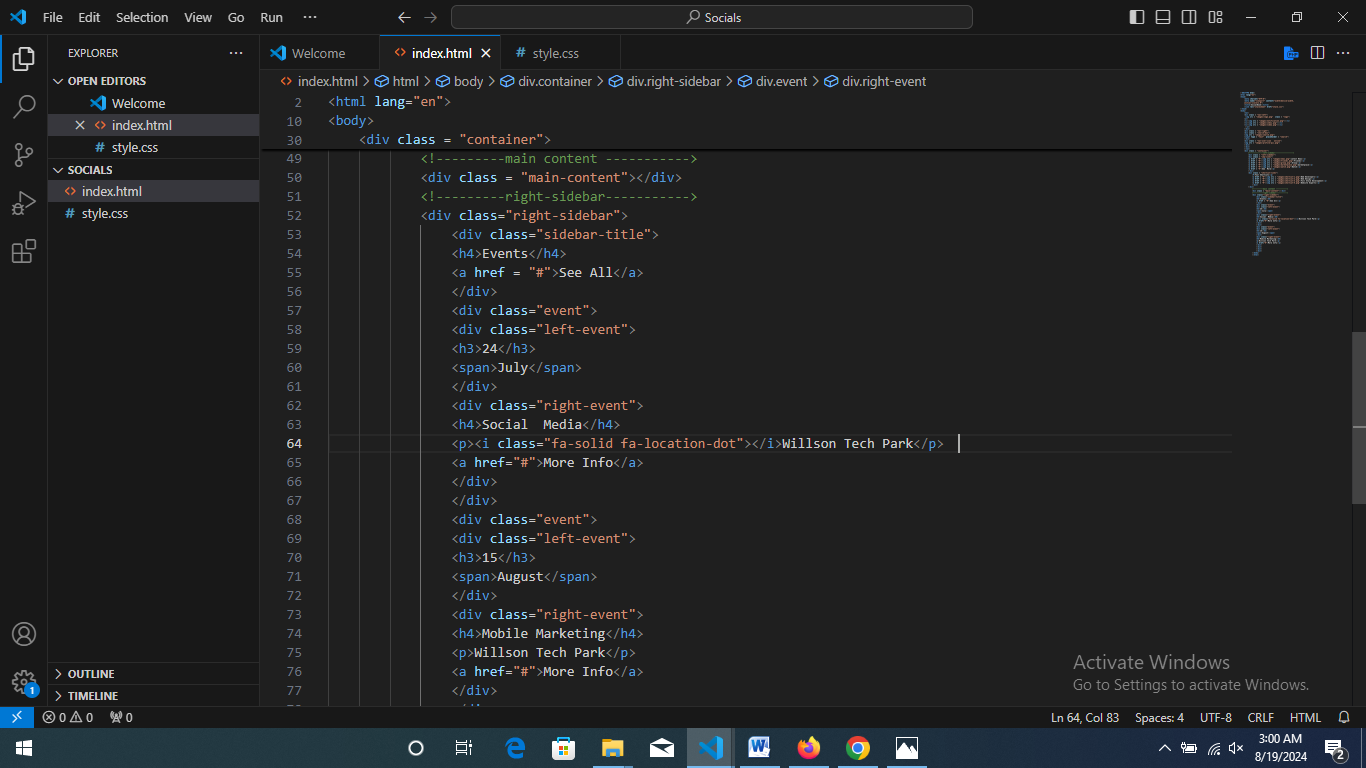 File Edit Selection View Go Run ···
Socials
EXPLORER
OPEN EDITORS
Welcome
index.html
style.css
SOCIALS
index.html
style.css
OUTLINE
TIMELINE
1
Welcome
index.html
style.css
index.html > html > body > div.container > div.right-sidebar > div.event > div.right-event
2 <html lang="en">
10 <body>
30 <div class = "container">
49 <!---------main content ----------->
50 <div class = "main-content"></div>
51 <!---------right-sidebar----------->
52 <div class="right-sidebar">
53 <div class="sidebar-title">
54 <h4>Events</h4>
55 <a href = "#">See All</a>
56 </div>
57 <div class="event">
58 <div class="left-event">
59 <h3>24</h3>
60 <span>July</span>
61 </div>
62 <div class="right-event">
63 <h4>Social  Media</h4>
64 <p><i class="fa-solid fa-location-dot"></i>Willson Tech Park</p>
65 <a href="#">More Info</a>
66 </div>
67 </div>
68 <div class="event">
69 <div class="left-event">
70 <h3>15</h3>
71 <span>August</span>
72 </div>
73 <div class="right-event">
74 <h4>Mobile Marketing</h4>
75 <p>Willson Tech Park</p>
76 <a href="#">More Info</a>
77 </div>
Activate Windows
Go to Settings to activate Windows.
0 0 0
Ln 64, Col 83 Spaces: 4 UTF-8 CRLF HTML
3:00 AM
8/19/2024
2